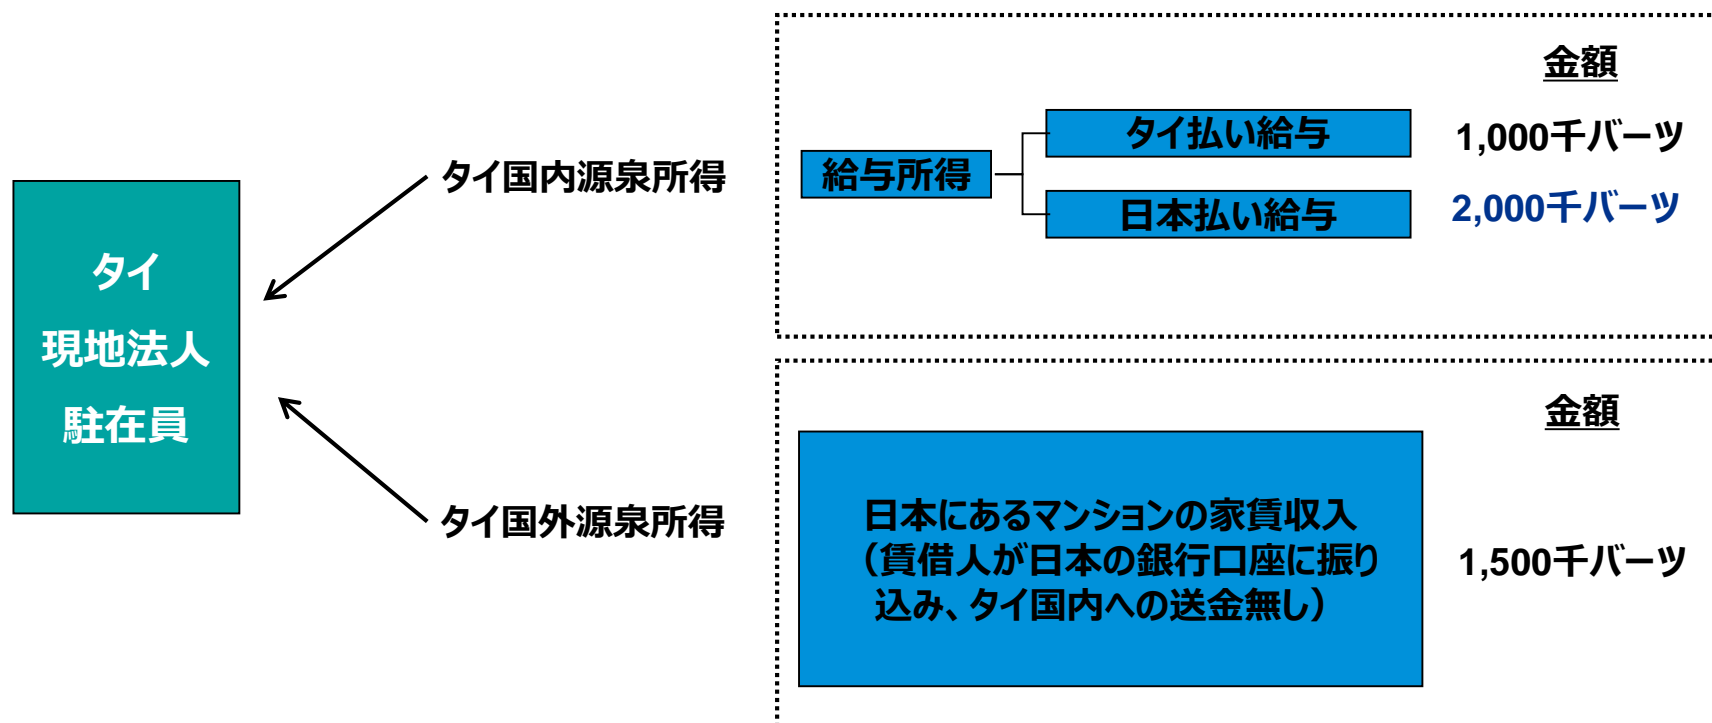 タイ
現地法人
駐在員
タイ国内源泉所得
タイ国外源泉所得
金額
給与所得
タイ払い給与
1,000千バーツ
日本払い給与
2,000千バーツ
金額
日本にあるマンションの家賃収入
（賃借人が日本の銀行口座に振り
込み、タイ国内への送金無し）
1,500千バーツ